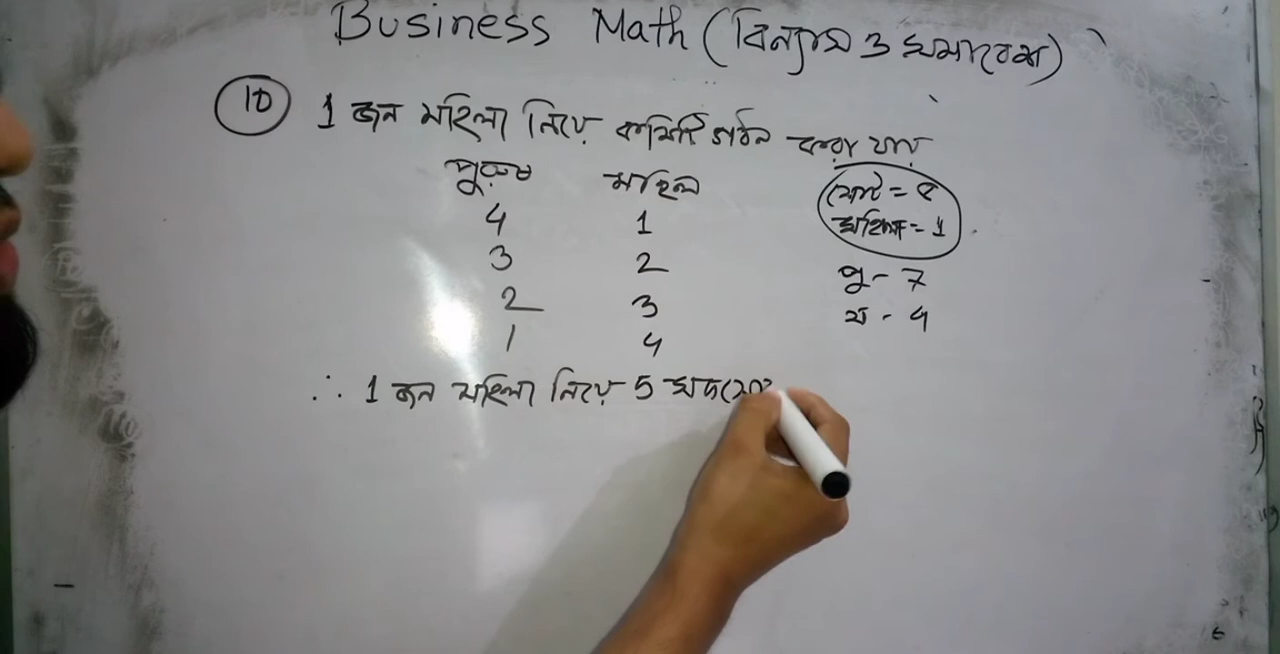 Business Math (বিন্যাস ও সমাবেশ)
10 1 জন মহিলা নিয়ে কমিটি গঠন করা যায়
পুরুষ মহিলা
4 1
3 2
2 3
1 4
মোট = ৫
মহিলা = 1
পু - 7
ম - 4
∴ 1 জন মহিলা নিয়ে 5 সদস্যের